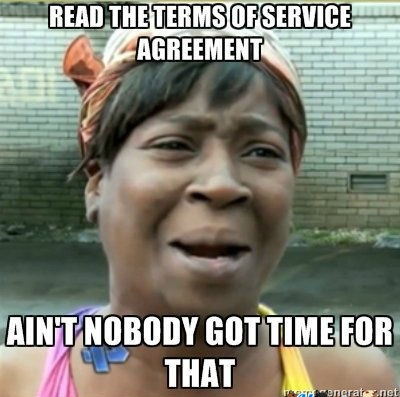 READ THE TERMS OF SERVICE
AGREEMENT
AIN'T NOBODY GOT TIME FOR
THAT